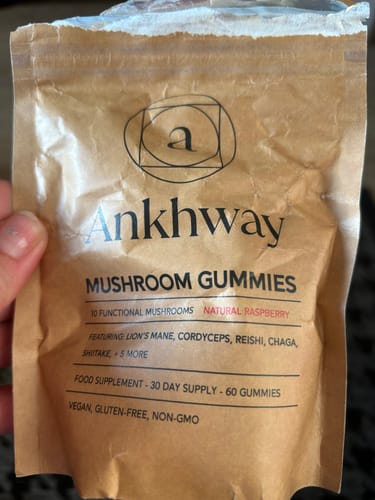 a
Ankhway
MUSHROOM GUMMIES
10 FUNCTIONAL MUSHROOMS NATURAL RASPBERRY
FEATURING: LION'S MANE, CORDYCEPS, REISHI, CHAGA,
SHIITAKE, + 5 MORE
FOOD SUPPLEMENT - 30 DAY SUPPLY - 60 GUMMIES
VEGAN, GLUTEN-FREE, NON-GMO